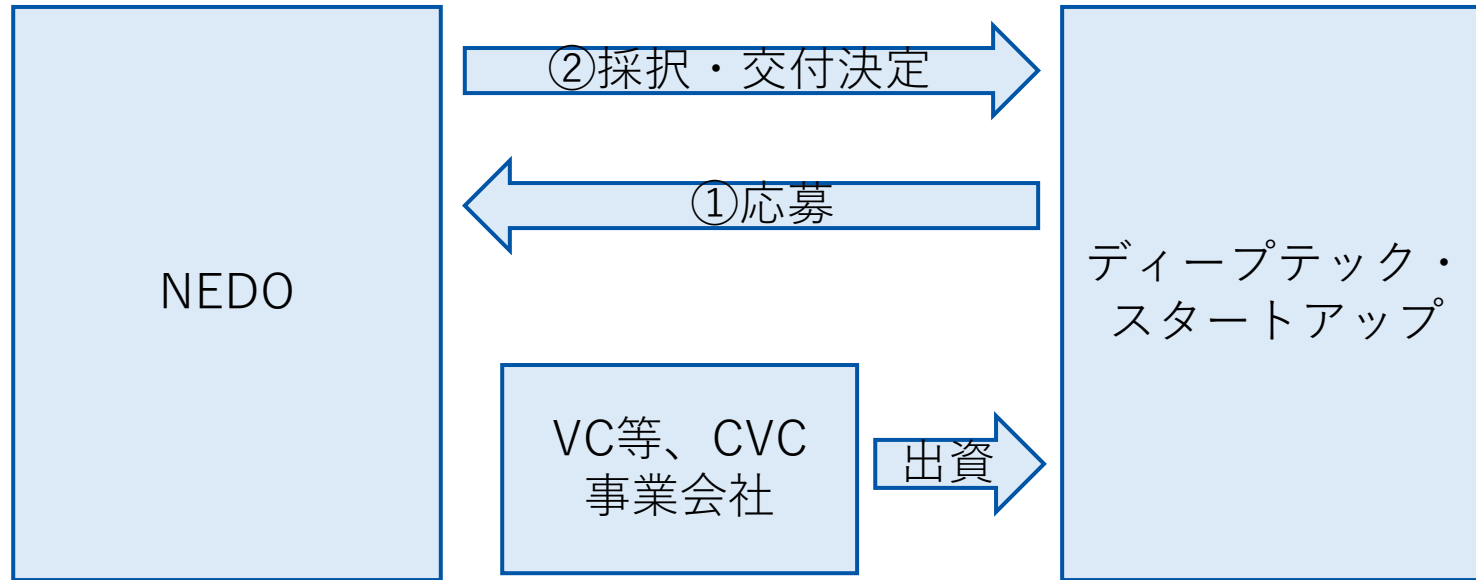 ②採択・交付決定
①応募
NEDO
ディープテック・
スタートアップ
VC等、CVC
事業会社
出資